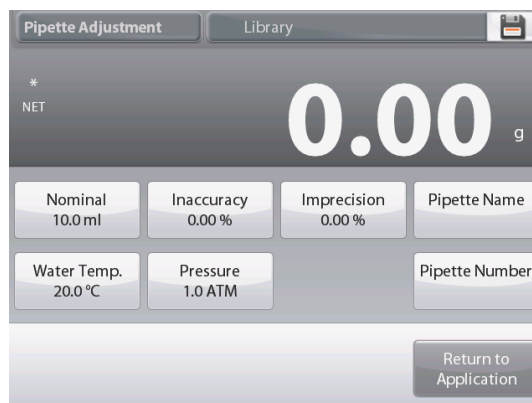 Pipette Adjustment
Library
*
NET
0.00 g
Nominal
10.0 ml
Inaccuracy
0.00 %
Imprecision
0.00 %
Pipette Name
Water Temp.
20.0 °C
Pressure
1.0 ATM
Pipette Number
Return to
Application